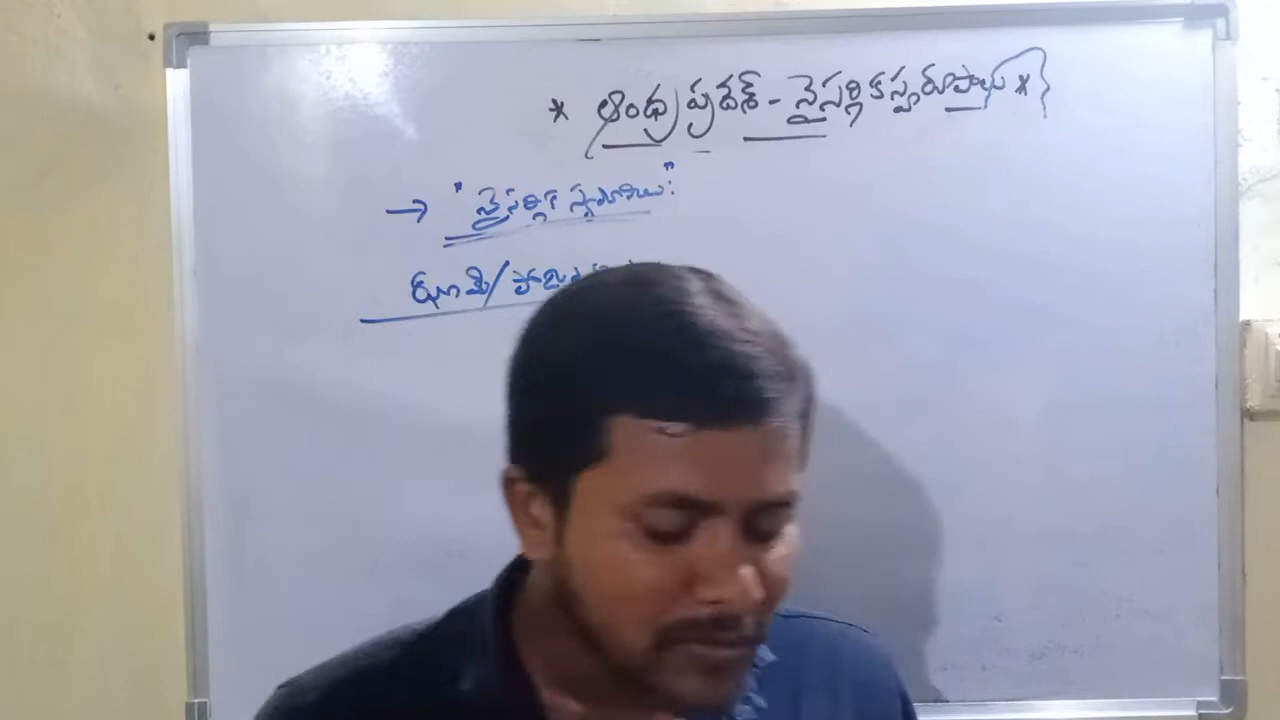 * ఆంధ్రప్రదేశ్ - నైసర్గిక స్వరూపాలు *
→ "నైసర్గిక స్వరూపాలు":
భూమి/